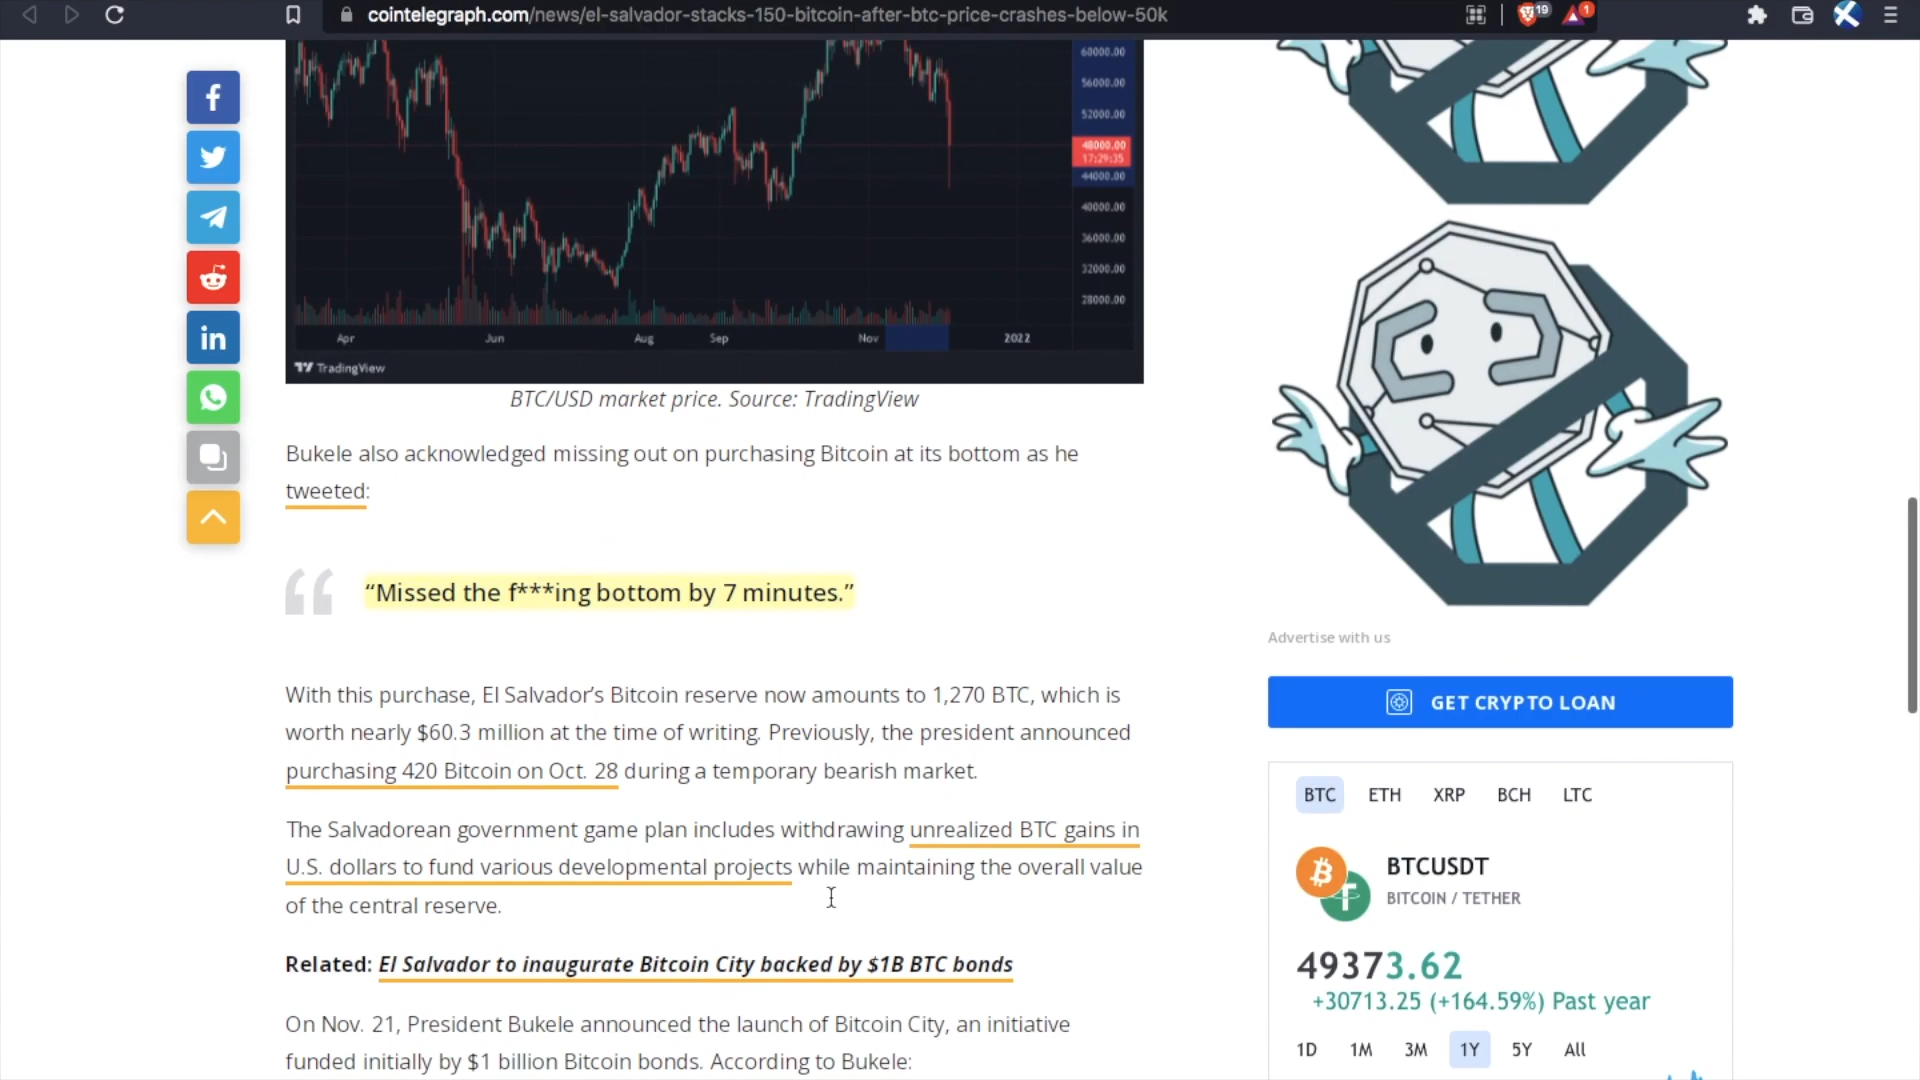 cointelegraph.com/news/el-salvador-stacks-150-bitcoin-after-btc-price-crashes-below-50k
19
1
60000.00
56000.00
52000.00
48000.00
17:29:35
44000.00
40000.00
36000.00
32000.00
28000.00
Apr Jun Aug Sep Nov 2022
TradingView
BTC/USD market price. Source: TradingView
Bukele also acknowledged missing out on purchasing Bitcoin at its bottom as he
tweeted:
“Missed the f***ing bottom by 7 minutes.”
With this purchase, El Salvador’s Bitcoin reserve now amounts to 1,270 BTC, which is
worth nearly $60.3 million at the time of writing. Previously, the president announced
purchasing 420 Bitcoin on Oct. 28 during a temporary bearish market.
The Salvadorean government game plan includes withdrawing unrealized BTC gains in
U.S. dollars to fund various developmental projects while maintaining the overall value
of the central reserve.
Related: El Salvador to inaugurate Bitcoin City backed by $1B BTC bonds
On Nov. 21, President Bukele announced the launch of Bitcoin City, an initiative
funded initially by $1 billion Bitcoin bonds. According to Bukele:
Advertise with us
GET CRYPTO LOAN
BTC ETH XRP BCH LTC
BTCUSDT
BITCOIN / TETHER
49373.62
+30713.25 (+164.59%) Past year
1D 1M 3M 1Y 5Y All